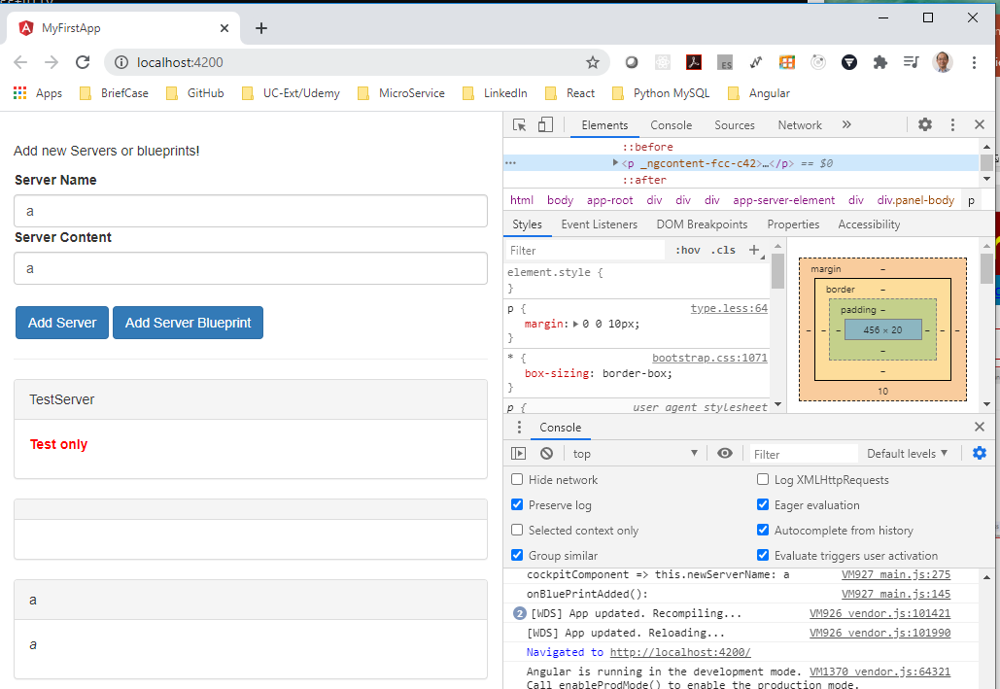 MyFirstApp
localhost:4200
ES
Apps BriefCase GitHub UC-Ext/Udemy MicroService LinkedIn React Python MySQL Angular
Add new Servers or blueprints!
Server Name
a
Server Content
a
Add Server Add Server Blueprint
TestServer
Test only
a
a
Elements Console Sources Network »
::before
… <p _ngcontent-fcc-c42>…</p> == $0
::after
html body app-root div div div app-server-element div div.panel-body p
Styles Event Listeners DOM Breakpoints Properties Accessibility
Filter :hov .cls +
element.style {
}
p { type.less:64
margin: 0 0 10px;
}
* { bootstrap.css:1071
box-sizing: border-box;
}
p { user agent stylesheet
margin –
border –
padding –
– – – 456 × 20 – – –
–
–
10
Console
top Filter Default levels
Hide network Log XMLHttpRequests
Preserve log Eager evaluation
Selected context only Autocomplete from history
Group similar Evaluate triggers user activation
cockpitComponent => this.newServerName: a VM927 main.js:275
onBluePrintAdded(): VM927 main.js:145
2 [WDS] App updated. Recompiling... VM926 vendor.js:101421
[WDS] App updated. Reloading... VM926 vendor.js:101990
Navigated to http://localhost:4200/
Angular is running in the development mode. VM1370 vendor.js:64321
Call enableProdMode() to enable the production mode.